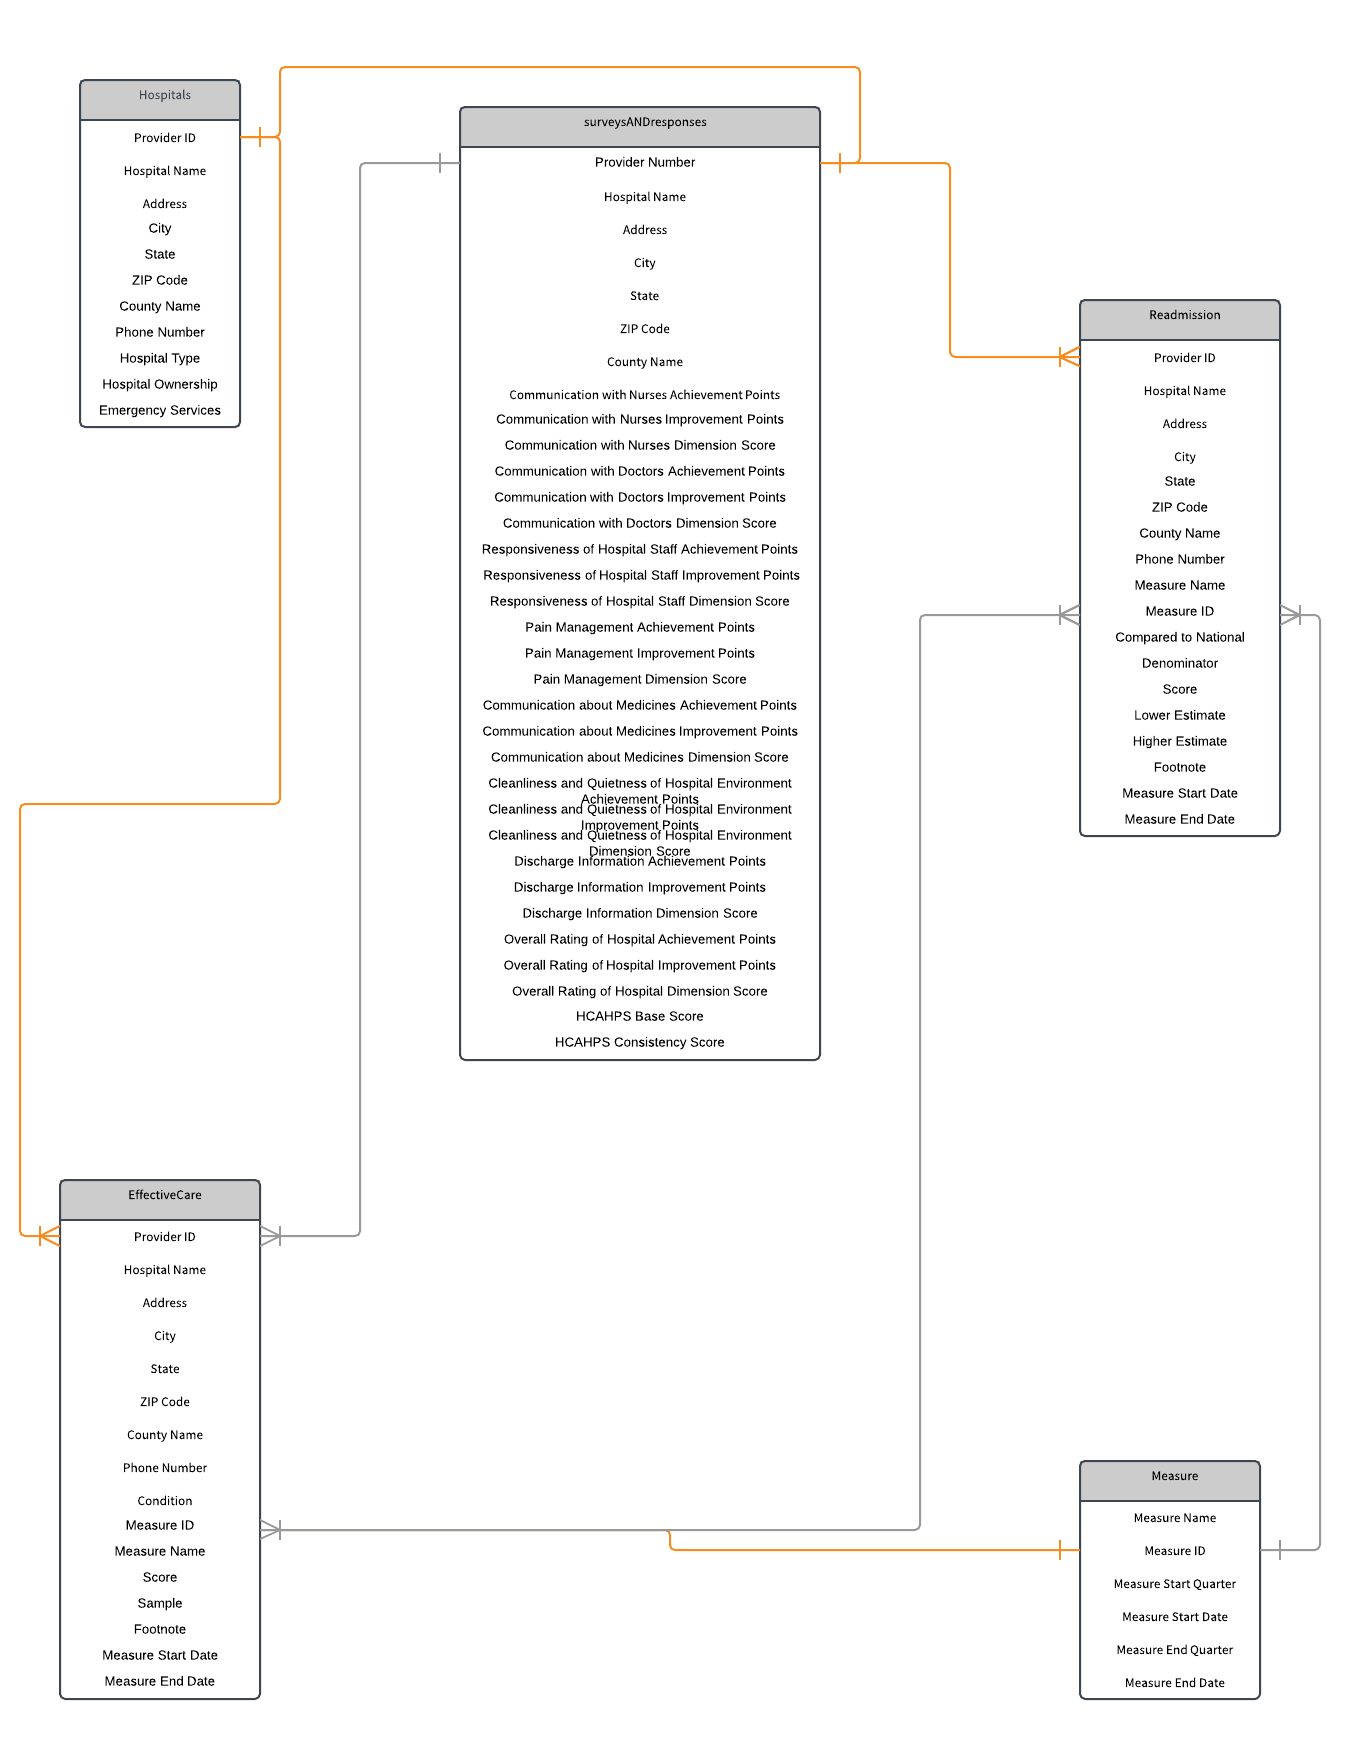 Hospitals
Provider ID
Hospital Name
Address
City
State
ZIP Code
County Name
Phone Number
Hospital Type
Hospital Ownership
Emergency Services
surveysANDresponses
Provider Number
Hospital Name
Address
City
State
ZIP Code
County Name
Communication with Nurses Achievement Points
Communication with Nurses Improvement Points
Communication with Nurses Dimension Score
Communication with Doctors Achievement Points
Communication with Doctors Improvement Points
Communication with Doctors Dimension Score
Responsiveness of Hospital Staff Achievement Points
Responsiveness of Hospital Staff Improvement Points
Responsiveness of Hospital Staff Dimension Score
Pain Management Achievement Points
Pain Management Improvement Points
Pain Management Dimension Score
Communication about Medicines Achievement Points
Communication about Medicines Improvement Points
Communication about Medicines Dimension Score
Cleanliness and Quietness of Hospital Environment
Achievement Points
Cleanliness and Quietness of Hospital Environment
Improvement Points
Cleanliness and Quietness of Hospital Environment
Dimension Score
Discharge Information Achievement Points
Discharge Information Improvement Points
Discharge Information Dimension Score
Overall Rating of Hospital Achievement Points
Overall Rating of Hospital Improvement Points
Overall Rating of Hospital Dimension Score
HCAHPS Base Score
HCAHPS Consistency Score
Readmission
Provider ID
Hospital Name
Address
City
State
ZIP Code
County Name
Phone Number
Measure Name
Measure ID
Compared to National
Denominator
Score
Lower Estimate
Higher Estimate
Footnote
Measure Start Date
Measure End Date
EffectiveCare
Provider ID
Hospital Name
Address
City
State
ZIP Code
County Name
Phone Number
Condition
Measure ID
Measure Name
Score
Sample
Footnote
Measure Start Date
Measure End Date
Measure
Measure Name
Measure ID
Measure Start Quarter
Measure Start Date
Measure End Quarter
Measure End Date